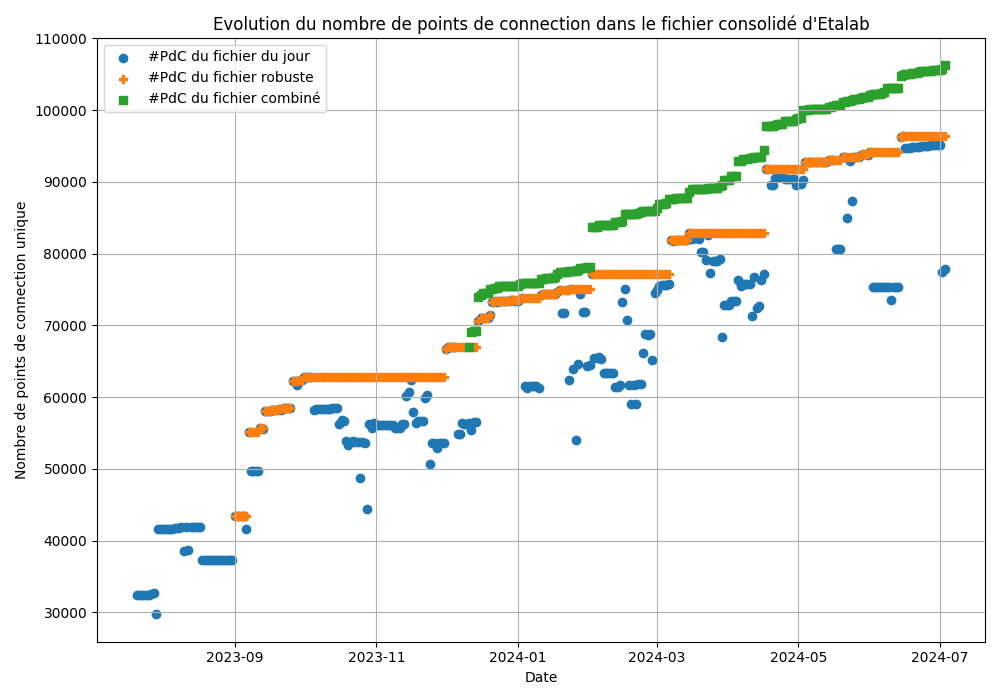 Evolution du nombre de points de connection dans le fichier consolidé d'Etalab
110000
100000
90000
80000
70000
60000
50000
40000
30000
Nombre de points de connection unique
#PdC du fichier du jour
#PdC du fichier robuste
#PdC du fichier combiné
2023-09
2023-11
2024-01
2024-03
2024-05
2024-07
Date